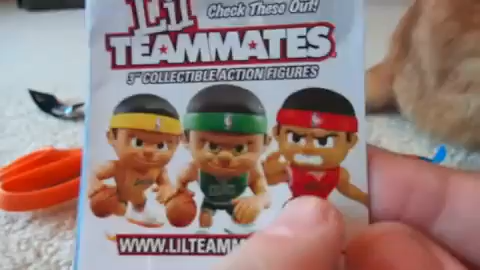 Lil
Check These Out!
TEAMMATES
3" COLLECTIBLE ACTION FIGURES
WWW.LILTEAMM